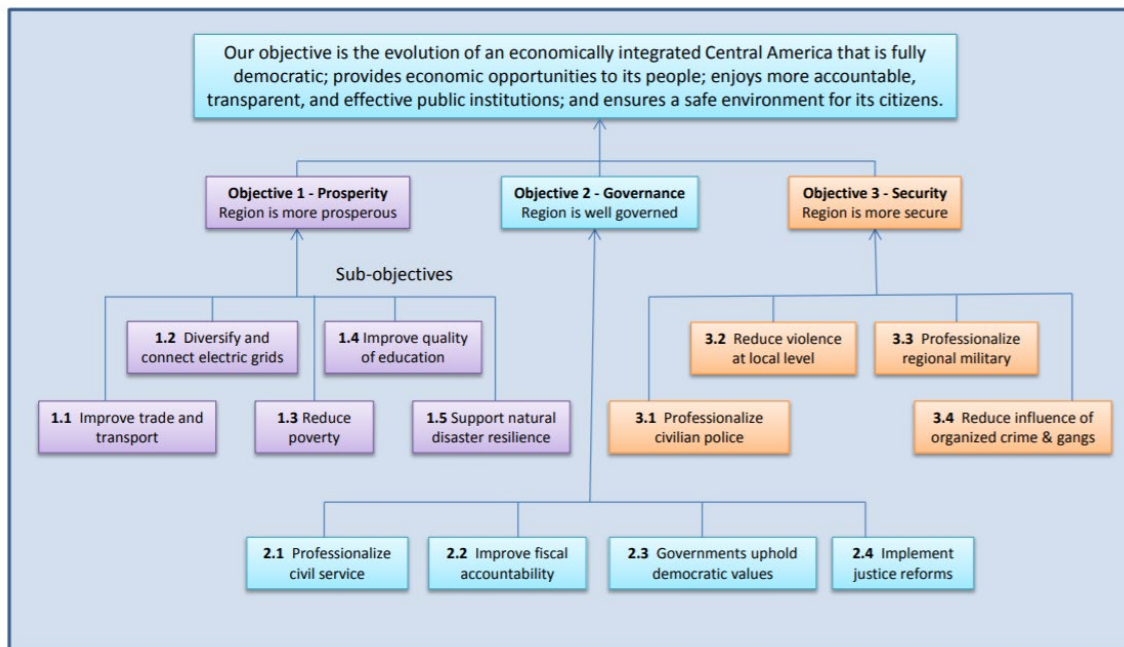 Our objective is the evolution of an economically integrated Central America that is fully
democratic; provides economic opportunities to its people; enjoys more accountable,
transparent, and effective public institutions; and ensures a safe environment for its citizens.
Objective 1 - Prosperity
Region is more prosperous
Objective 2 - Governance
Region is well governed
Objective 3 - Security
Region is more secure
Sub-objectives
1.2 Diversify and
connect electric grids
1.4 Improve quality
of education
3.2 Reduce violence
at local level
3.3 Professionalize
regional military
1.1 Improve trade and
transport
1.3 Reduce
poverty
1.5 Support natural
disaster resilience
3.1 Professionalize
civilian police
3.4 Reduce influence of
organized crime & gangs
2.1 Professionalize
civil service
2.2 Improve fiscal
accountability
2.3 Governments uphold
democratic values
2.4 Implement
justice reforms